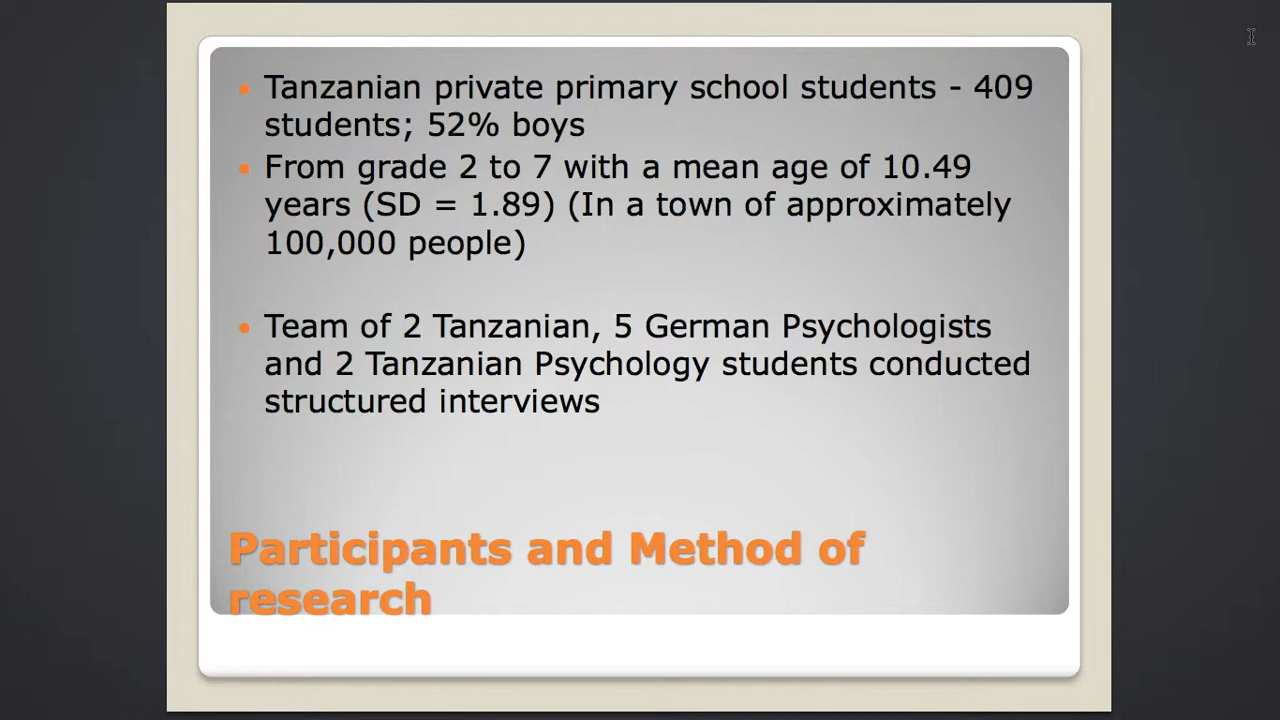 Tanzanian private primary school students - 409
students; 52% boys
From grade 2 to 7 with a mean age of 10.49
years (SD = 1.89) (In a town of approximately
100,000 people)
Team of 2 Tanzanian, 5 German Psychologists
and 2 Tanzanian Psychology students conducted
structured interviews
Participants and Method of
research